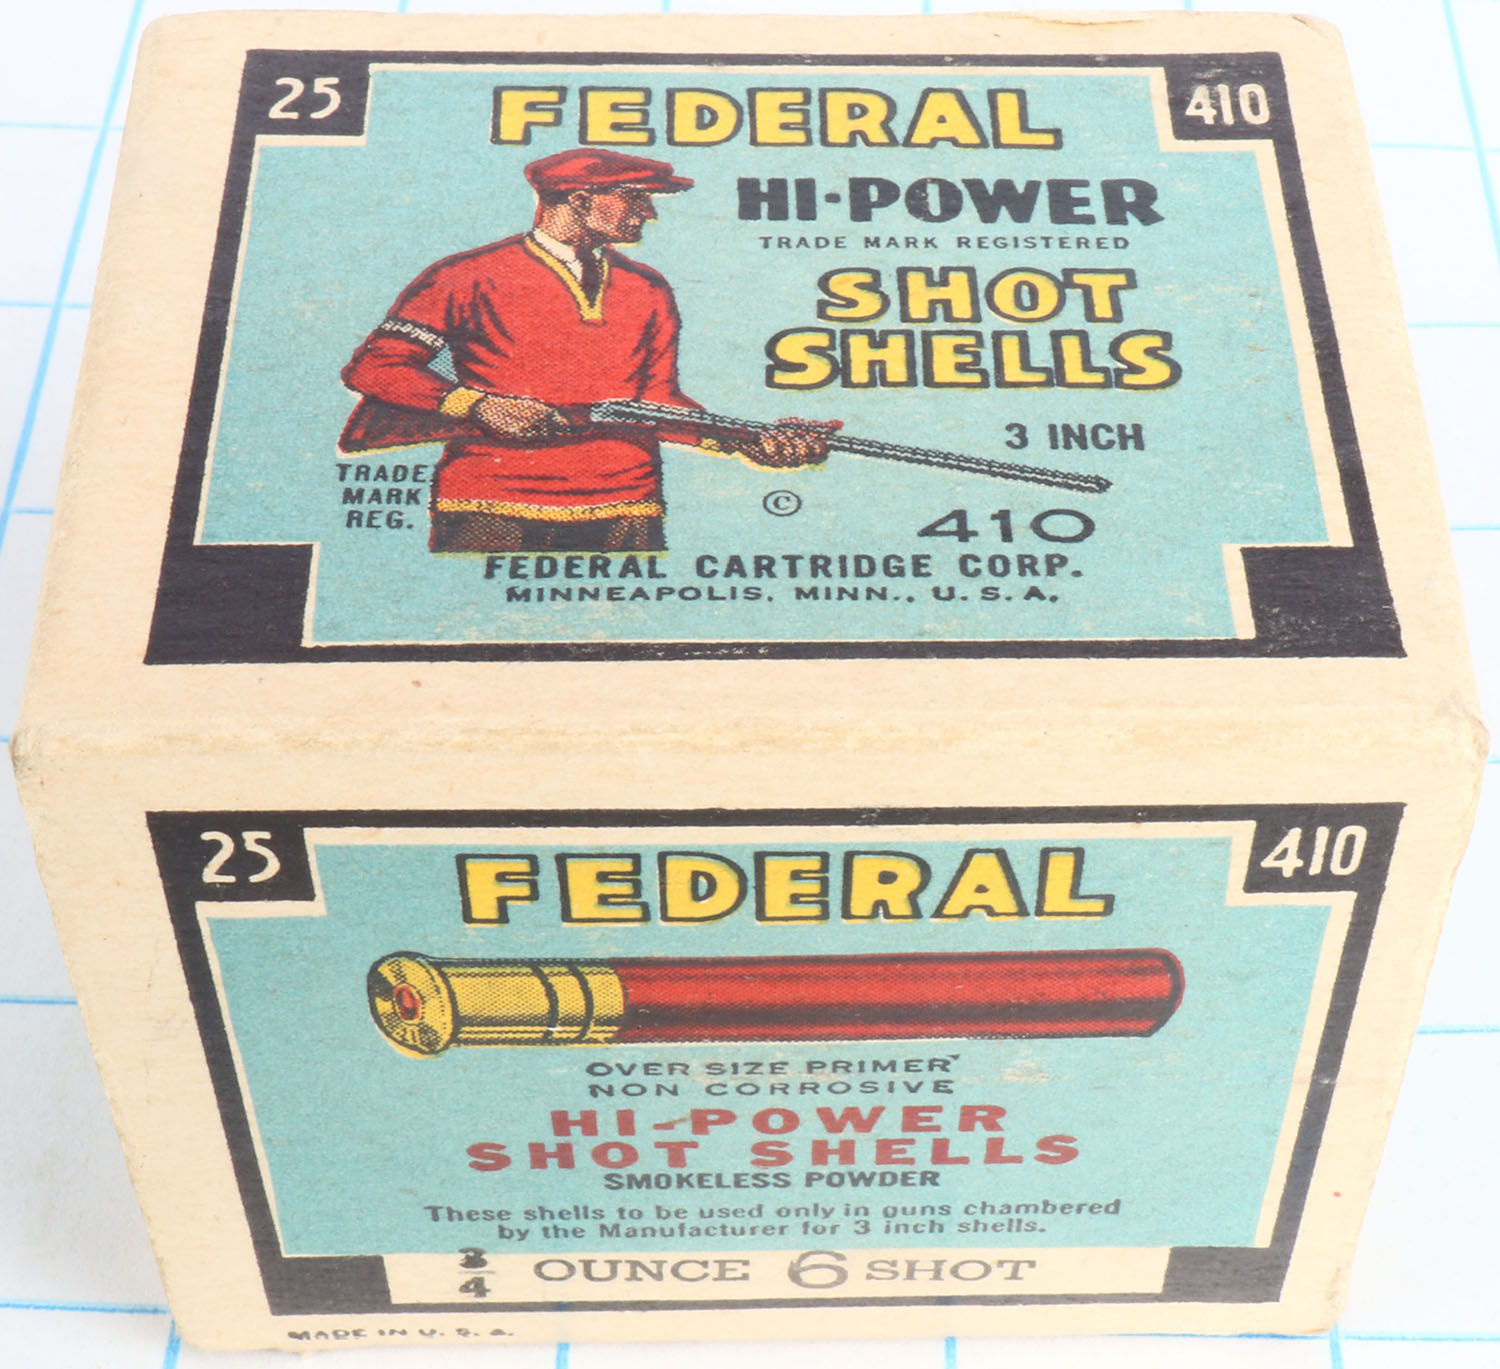 25
410
FEDERAL
HI-POWER
TRADE MARK REGISTERED
SHOT
SHELLS
3 INCH
TRADE
MARK
REG.
©
410
FEDERAL CARTRIDGE CORP.
MINNEAPOLIS, MINN., U.S.A.
25
410
FEDERAL
OVER SIZE PRIMER
NON CORROSIVE
HI-POWER
SHOT SHELLS
SMOKELESS POWDER
These shells to be used only in guns chambered
by the Manufacturer for 3 inch shells.
3/4 OUNCE 6 SHOT
MADE IN U.S.A.